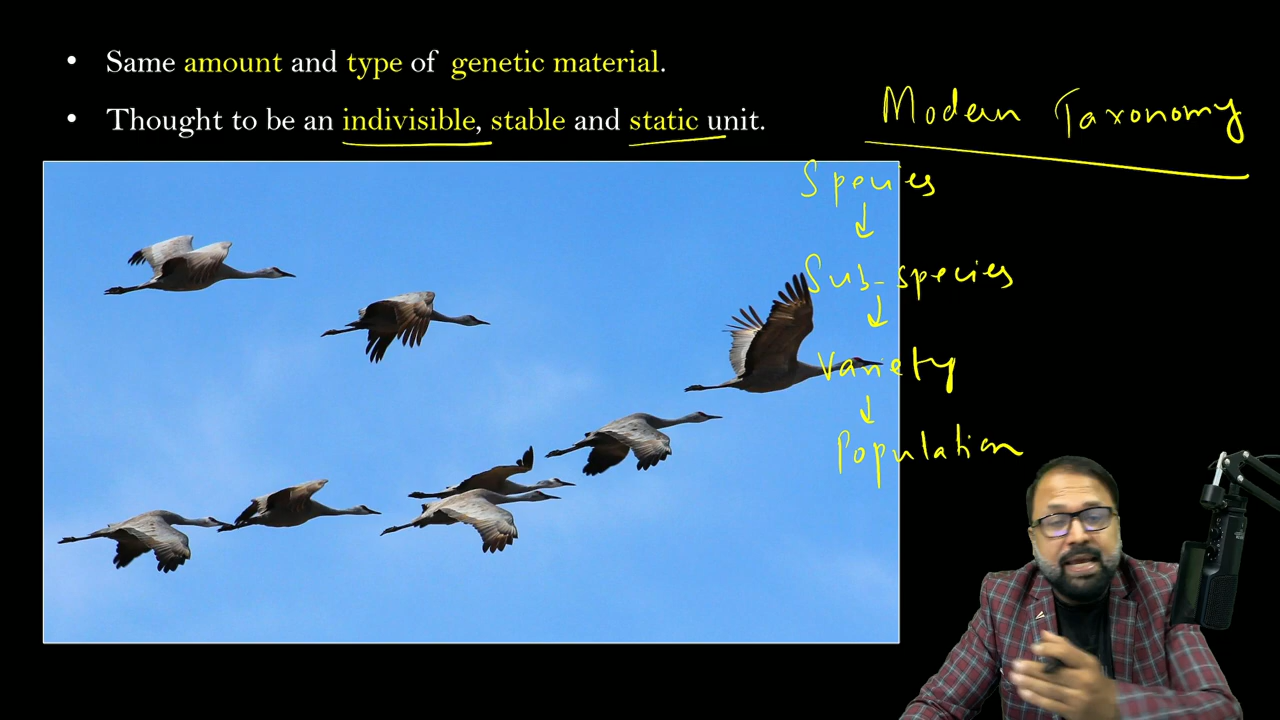 • Same amount and type of genetic material.
• Thought to be an indivisible, stable and static unit.
Modern Taxonomy
Species
↓
Sub-species
↓
Variety
↓
Population